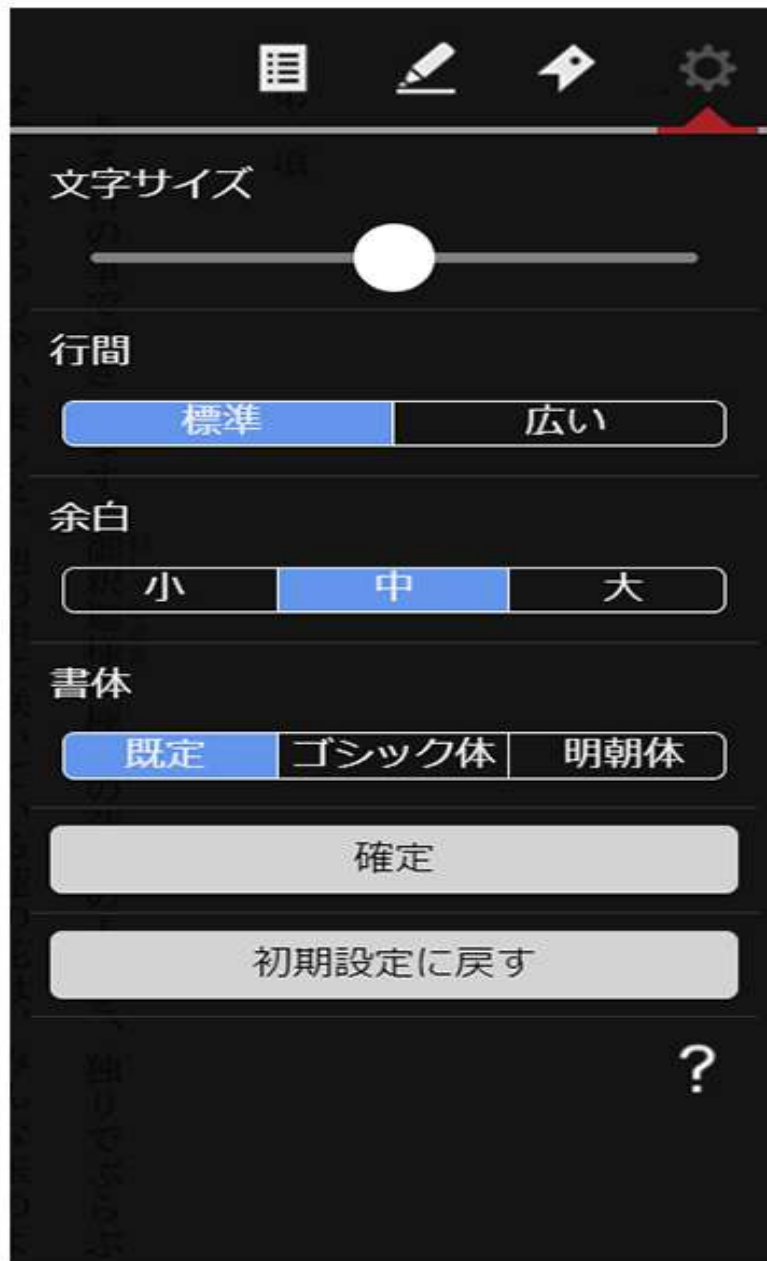 文字サイズ
行間
標準 広い
余白
小 中 大
書体
既定 ゴシック体 明朝体
確定
初期設定に戻す
?